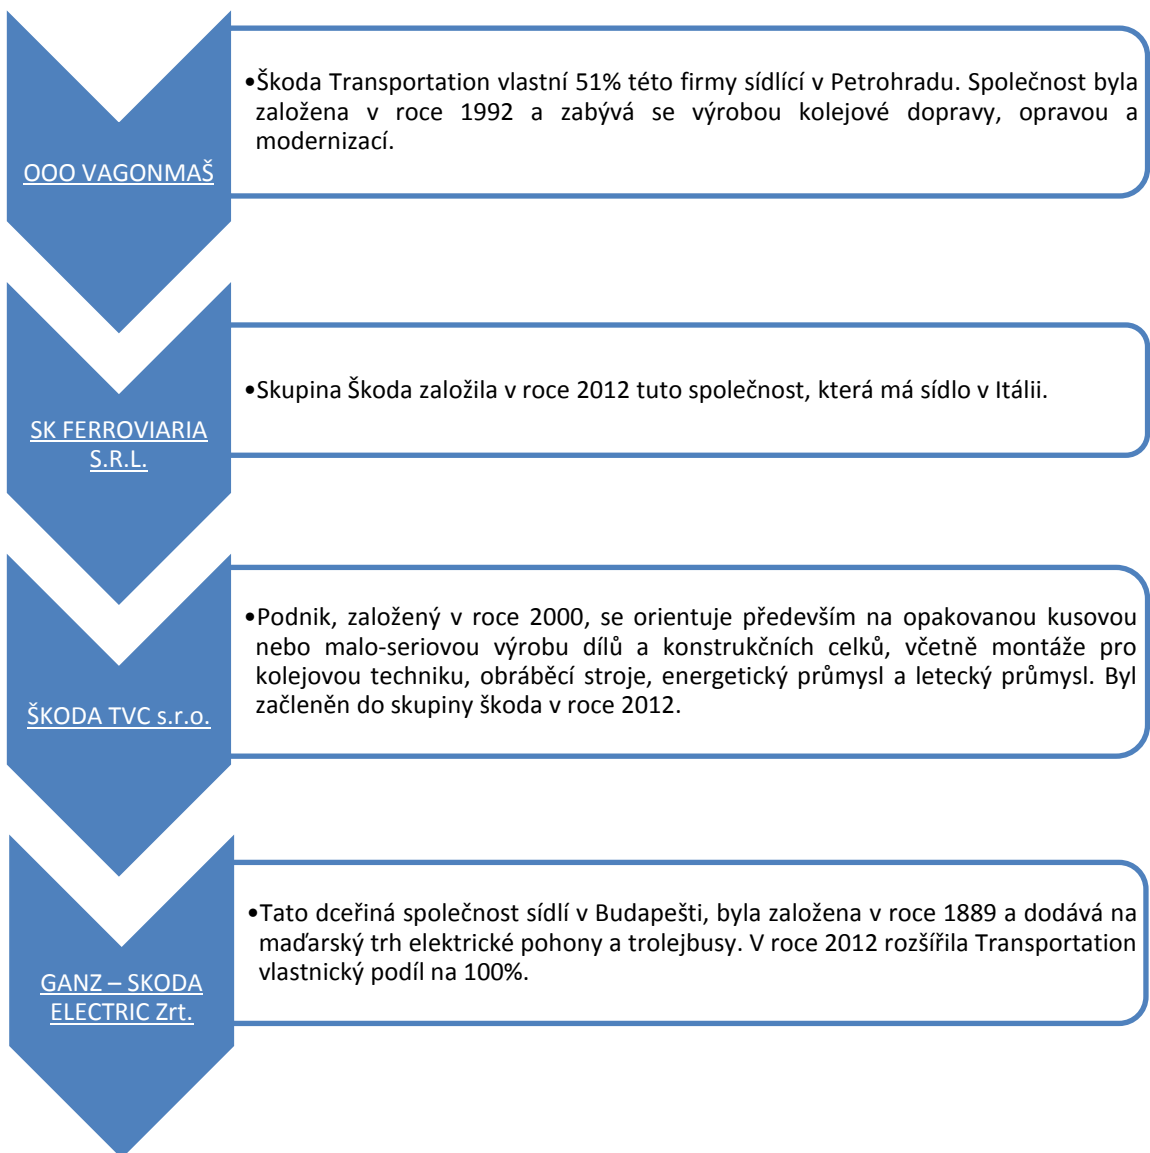 OOO VAGONMAŠ
•Škoda Transportation vlastní 51% této firmy sídlící v Petrohradu. Společnost byla
založena v roce 1992 a zabývá se výrobou kolejové dopravy, opravou a
modernizací.
SK FERROVIARIA
S.R.L.
•Skupina Škoda založila v roce 2012 tuto společnost, která má sídlo v Itálii.
ŠKODA TVC s.r.o.
•Podnik, založený v roce 2000, se orientuje především na opakovanou kusovou
nebo malo-seriovou výrobu dílů a konstrukčních celků, včetně montáže pro
kolejovou techniku, obráběcí stroje, energetický průmysl a letecký průmysl. Byl
začleněn do skupiny škoda v roce 2012.
GANZ – SKODA
ELECTRIC Zrt.
•Tato dceřiná společnost sídlí v Budapešti, byla založena v roce 1889 a dodává na
maďarský trh elektrické pohony a trolejbusy. V roce 2012 rozšířila Transportation
vlastnický podíl na 100%.